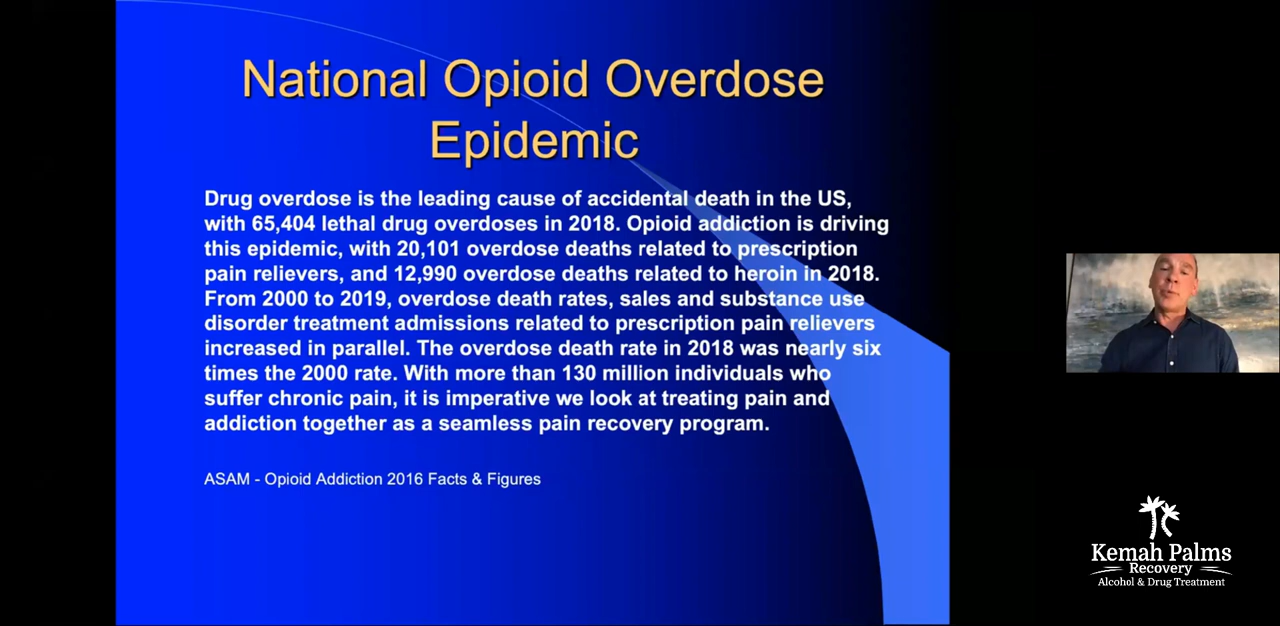 National Opioid Overdose
Epidemic
Drug overdose is the leading cause of accidental death in the US,
with 65,404 lethal drug overdoses in 2018. Opioid addiction is driving
this epidemic, with 20,101 overdose deaths related to prescription
pain relievers, and 12,990 overdose deaths related to heroin in 2018.
From 2000 to 2019, overdose death rates, sales and substance use
disorder treatment admissions related to prescription pain relievers
increased in parallel. The overdose death rate in 2018 was nearly six
times the 2000 rate. With more than 130 million individuals who
suffer chronic pain, it is imperative we look at treating pain and
addiction together as a seamless pain recovery program.
ASAM - Opioid Addiction 2016 Facts & Figures
Kemah Palms
Recovery
Alcohol & Drug Treatment